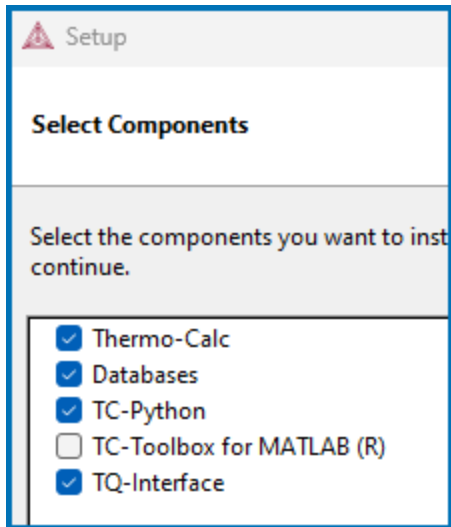 Setup
Select Components
Select the components you want to inst
continue.
Thermo-Calc
Databases
TC-Python
TC-Toolbox for MATLAB (R)
TQ-Interface